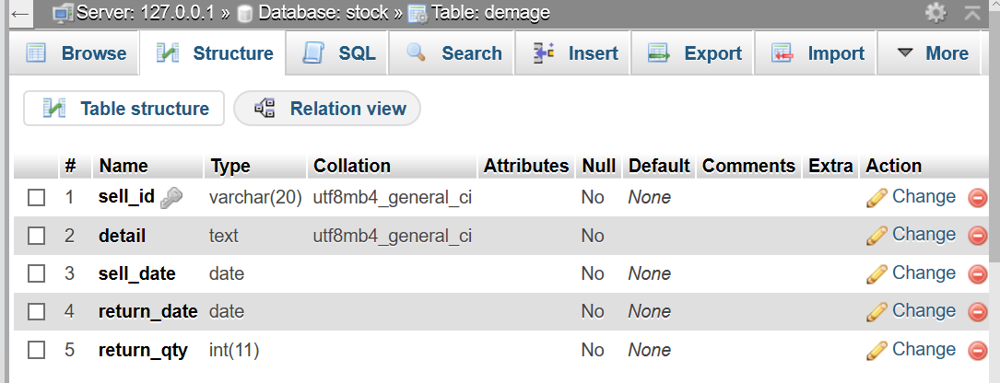 Server: 127.0.0.1 » Database: stock » Table: demage
Browse Structure SQL Search Insert Export Import More
Table structure Relation view
# Name Type Collation Attributes Null Default Comments Extra Action
1 sell_id varchar(20) utf8mb4_general_ci No None Change
2 detail text utf8mb4_general_ci No Change
3 sell_date date No None Change
4 return_date date No None Change
5 return_qty int(11) No None Change